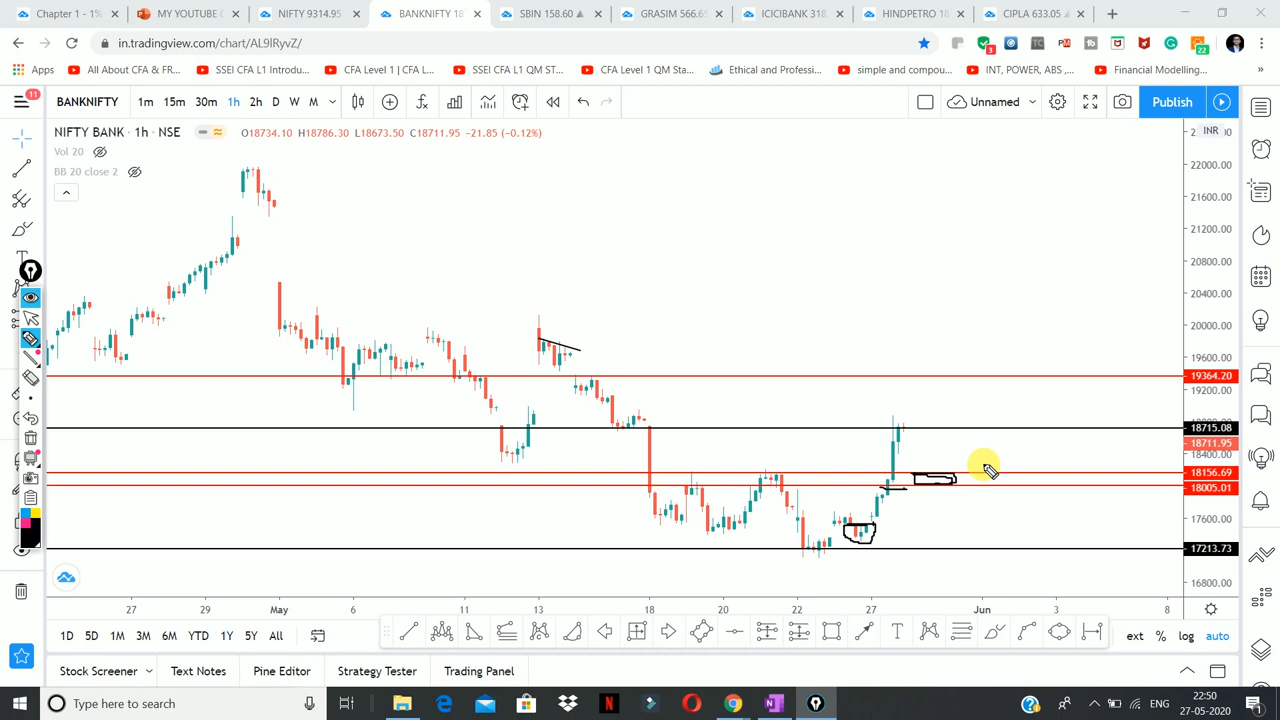 Chapter 1 - 1%
MY YOUTUBE C
NIFTY 9314.95
BANKNIFTY 18
SBIN 158.60
GRASIM 566.65
ICICIBANK 318.
HINDPETRO 18
CIPLA 633.05
in.tradingview.com/chart/AL9lRyvZ/
3
22
Apps
All About CFA & FR...
SSEI CFA L1 Introdu...
CFA Level 1 | CFA L...
SSEI CFA L1 QM ST...
CFA Level 1 QM Sta...
Ethical and Professi...
simple and compou...
INT, POWER, ABS ,...
Financial Modelling...
11
BANKNIFTY
1m 15m 30m 1h 2h D W M
Unnamed
Publish
NIFTY BANK · 1h · NSE
O18734.10 H18786.30 L18673.50 C18711.95 -21.85 (-0.12%)
INR
Vol 20
BB 20 close 2
22000.00
21600.00
21200.00
20800.00
20400.00
20000.00
19600.00
19364.20
19200.00
18715.08
18711.95
18400.00
18156.69
18005.01
17600.00
17213.73
16800.00
27 29 May 6 11 13 18 20 22 27 Jun 3 8
1D 5D 1M 3M 6M YTD 1Y 5Y All
ext % log auto
Stock Screener
Text Notes
Pine Editor
Strategy Tester
Trading Panel
Type here to search
ENG
22:50
27-05-2020